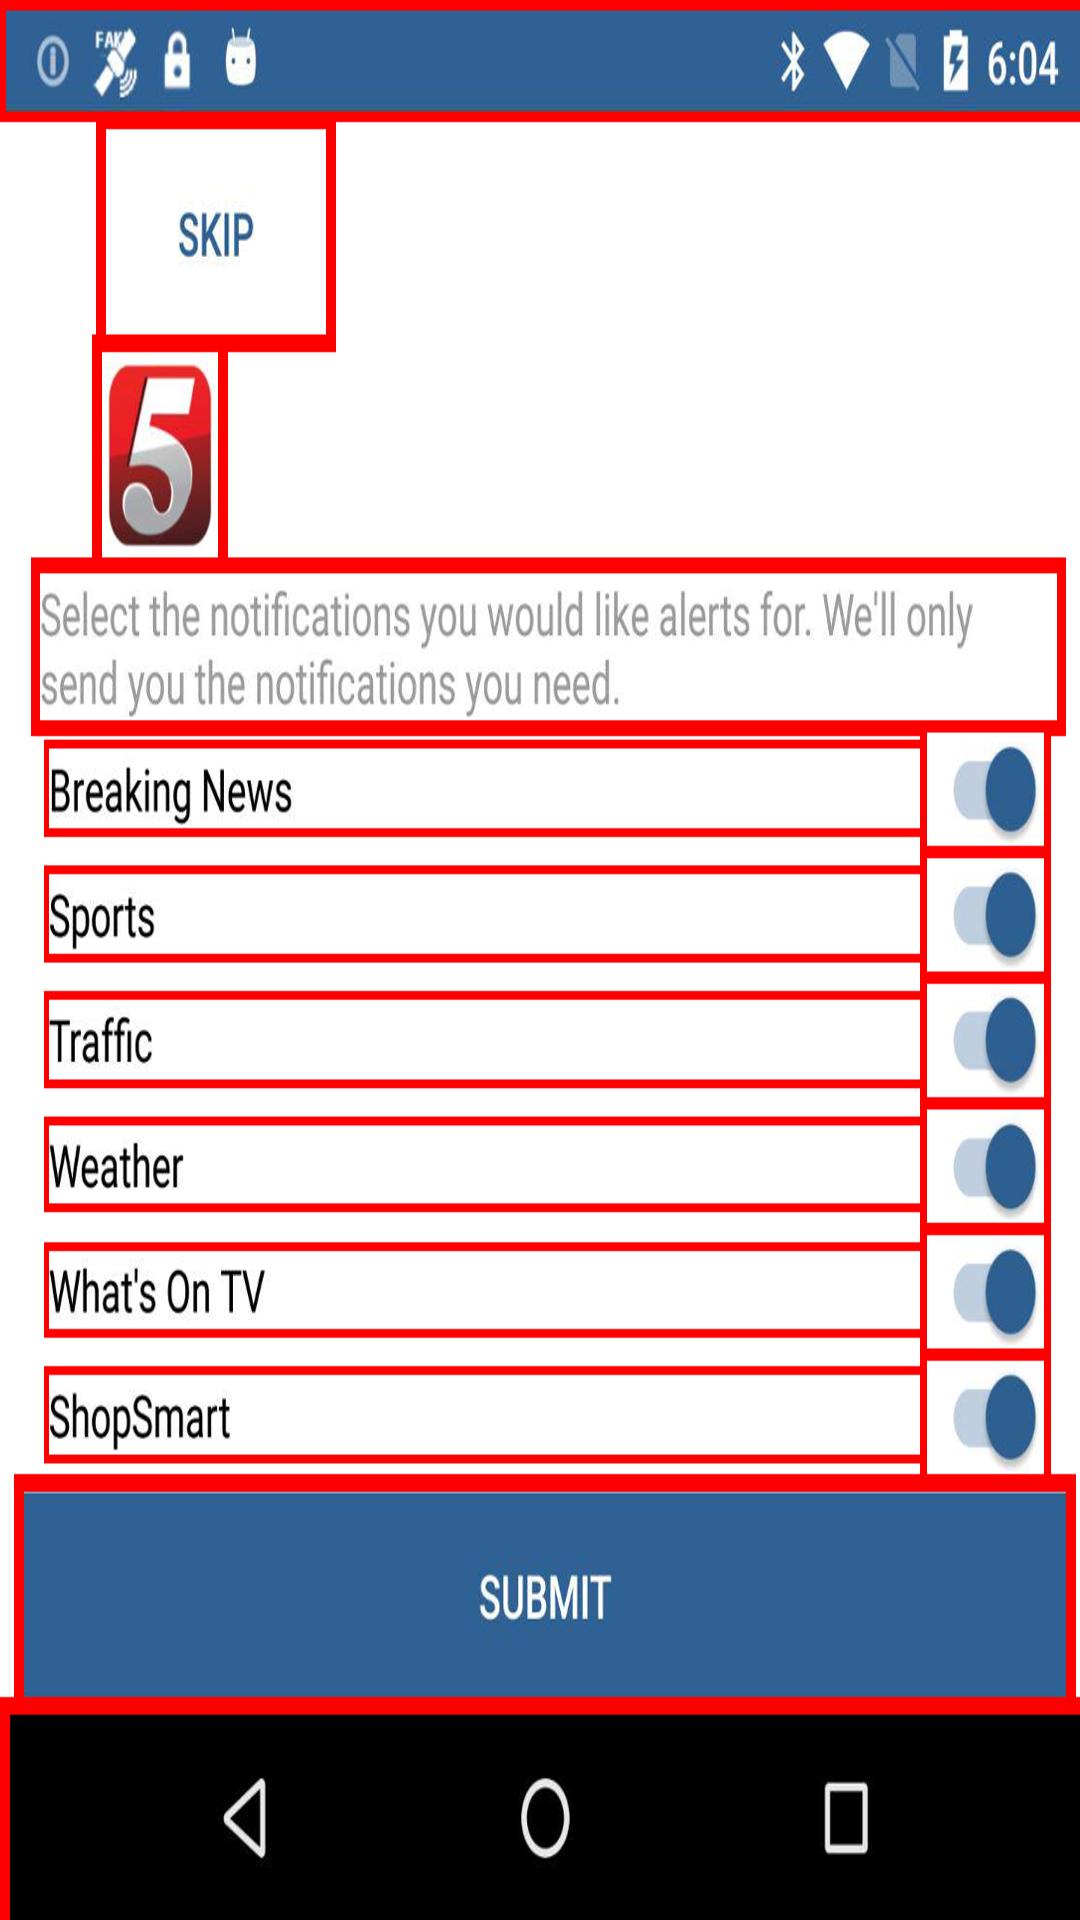 FAKE
6:04
SKIP
5
Select the notifications you would like alerts for. We'll only
send you the notifications you need.
Breaking News
Sports
Traffic
Weather
What's On TV
ShopSmart
SUBMIT